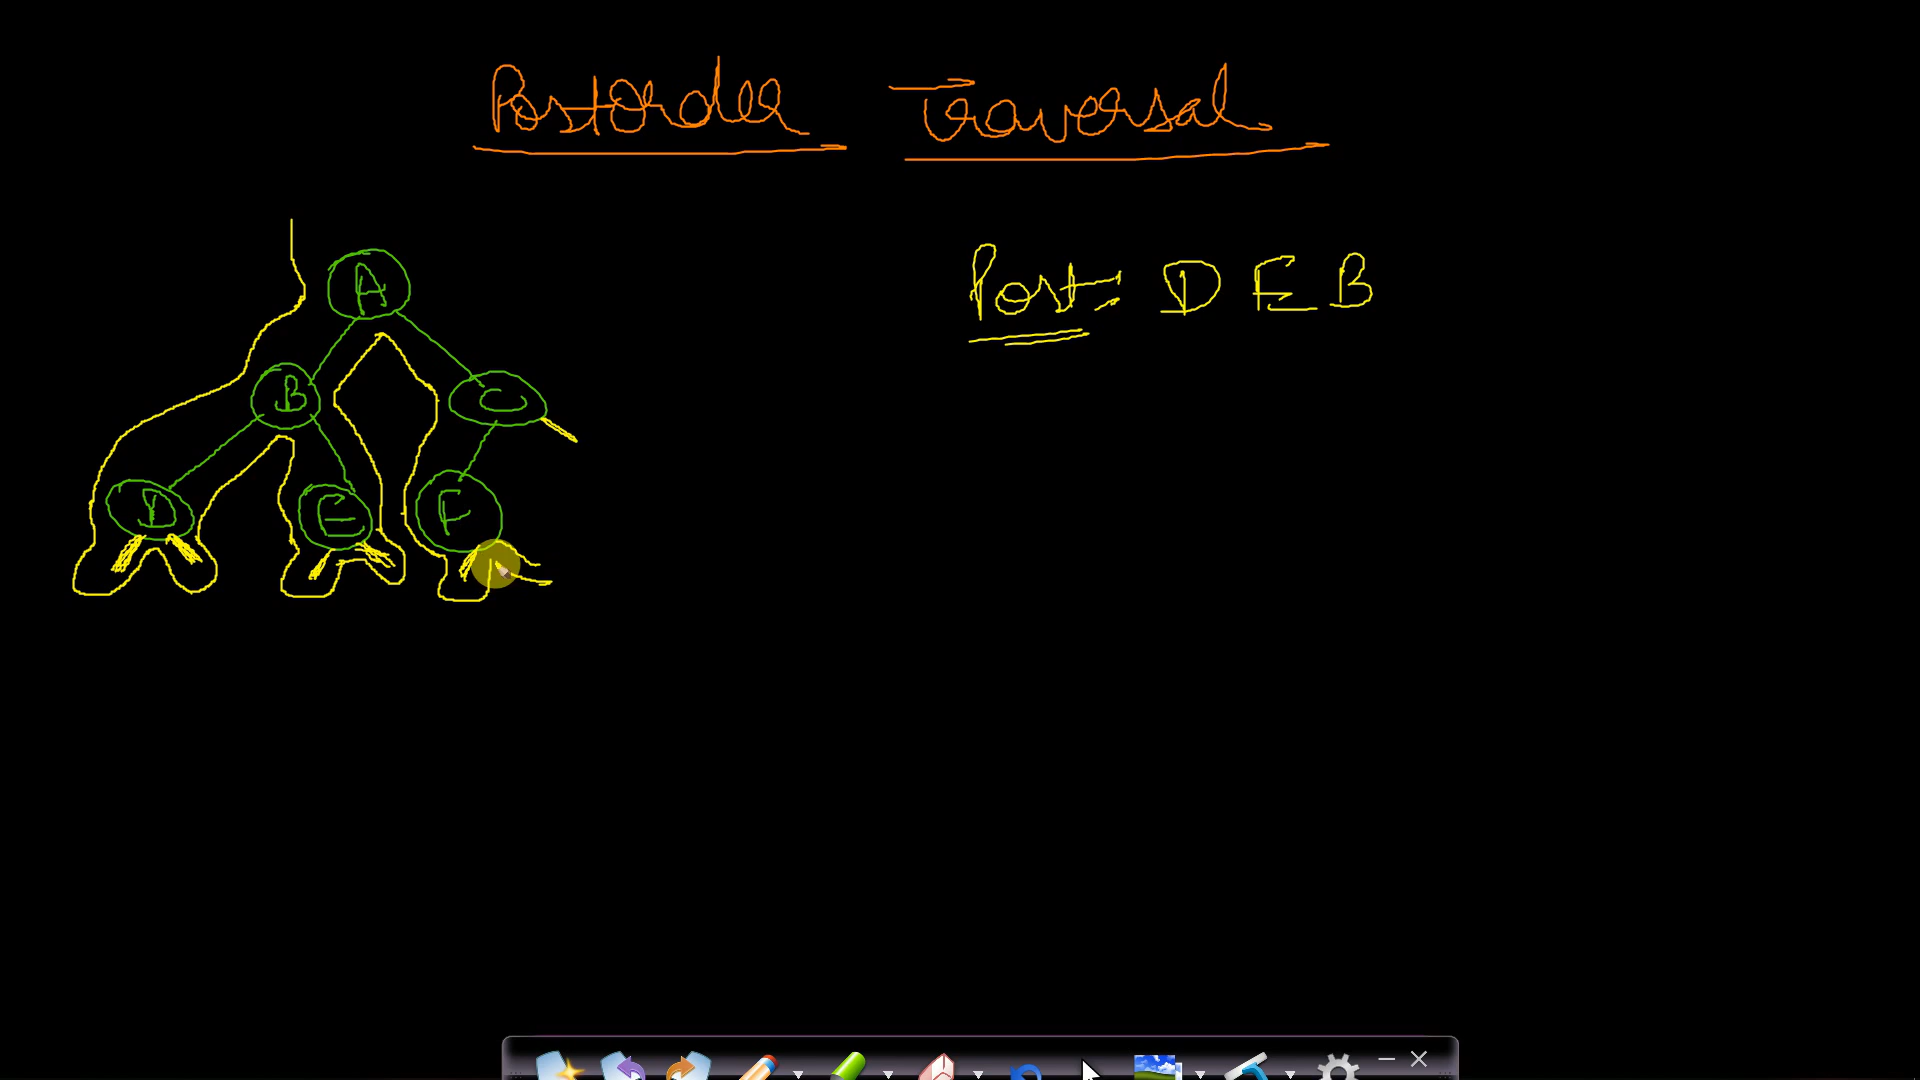 Postorder Traversal
Post: D E B
A
B C
D E F